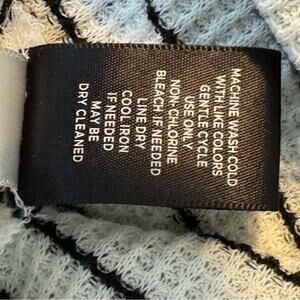 MACHINE WASH COLD
WITH LIKE COLORS
GENTLE CYCLE
USE ONLY
NON-CHLORINE
BLEACH IF NEEDED
LINE DRY
COOL IRON
IF NEEDED
MAY BE
DRY CLEANED